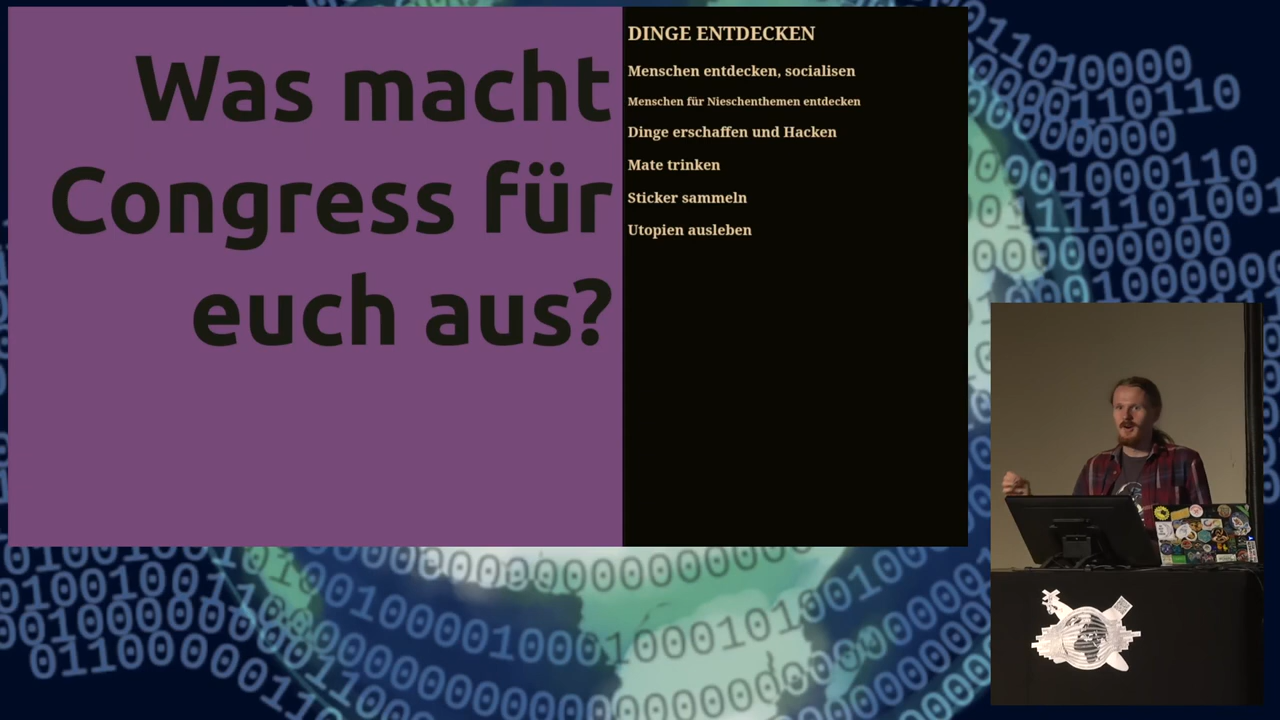 Was macht
Congress für
euch aus?
DINGE ENTDECKEN
Menschen entdecken, socialisen
Menschen für Nieschenthemen entdecken
Dinge erschaffen und Hacken
Mate trinken
Sticker sammeln
Utopien ausleben